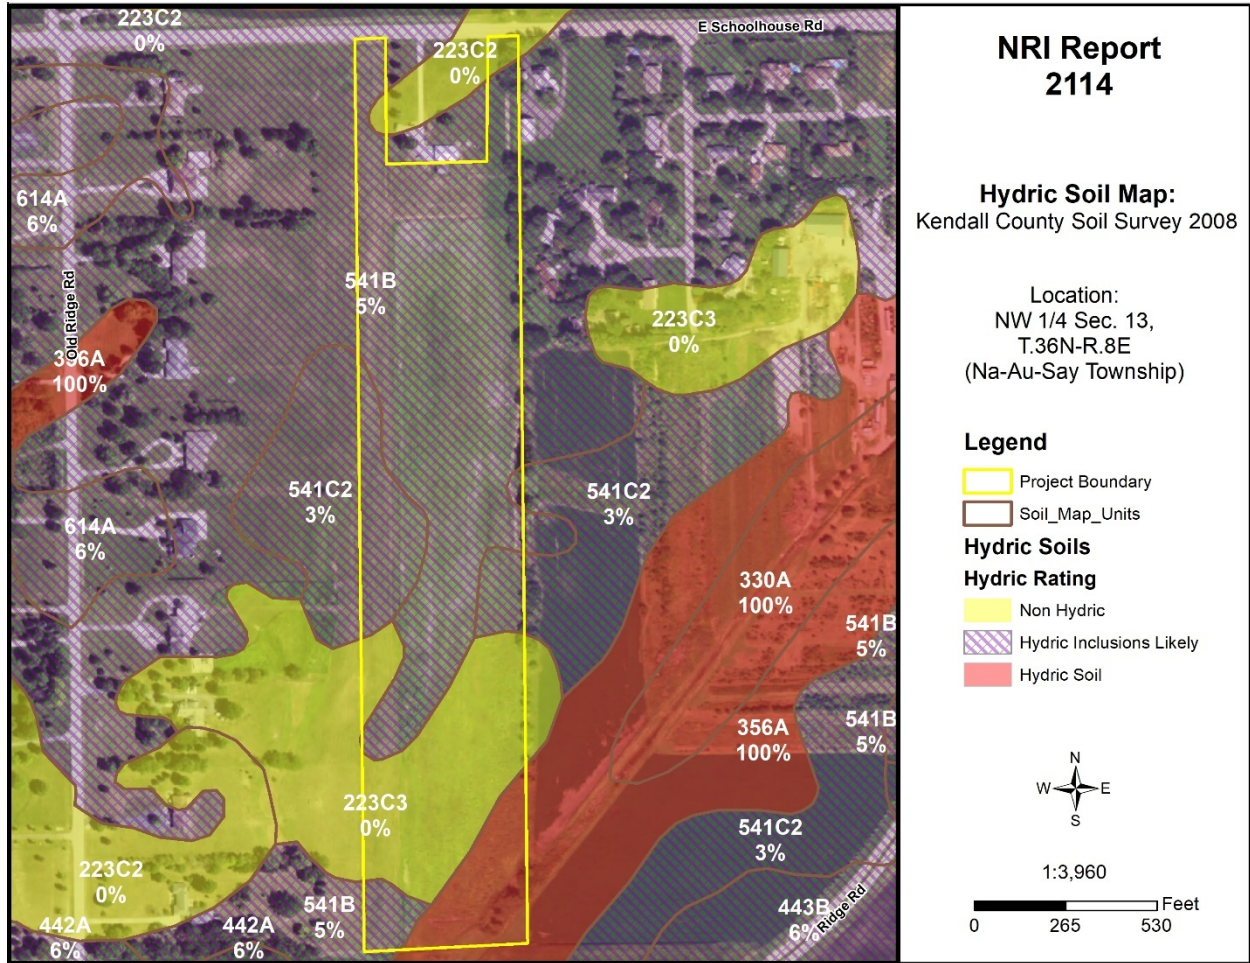 223C2
0%
E Schoolhouse Rd
223C2
0%
614A
6%
541B
5%
Old Ridge Rd
223C3
0%
396A
100%
541C2
3%
541C2
3%
614A
6%
330A
100%
541B
5%
356A
100%
541B
5%
223C3
0%
541C2
3%
223C2
0%
541B
5%
442A
6%
442A
6%
443B
6%
Ridge Rd
NRI Report
2114
Hydric Soil Map:
Kendall County Soil Survey 2008
Location:
NW 1/4 Sec. 13,
T.36N-R.8E
(Na-Au-Say Township)
Legend
Project Boundary
Soil_Map_Units
Hydric Soils
Hydric Rating
Non Hydric
Hydric Inclusions Likely
Hydric Soil
N
W E
S
1:3,960
Feet
0 265 530